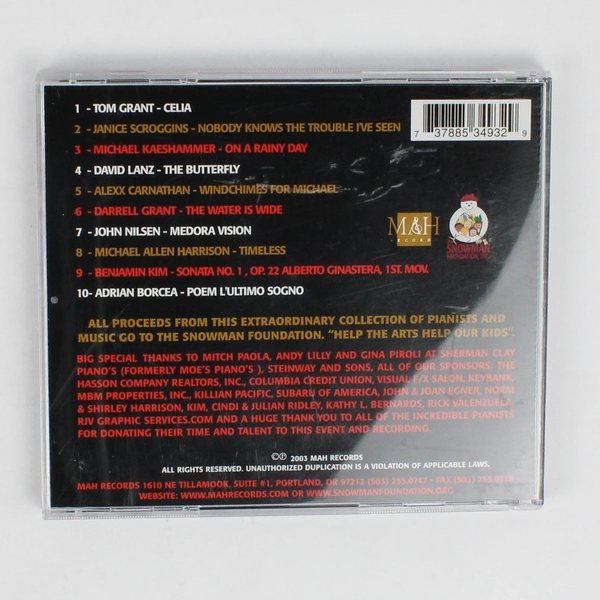 1 - TOM GRANT - CELIA
2 - JANICE SCROGGINS - NOBODY KNOWS THE TROUBLE I'VE SEEN
3 - MICHAEL KAESHAMMER - ON A RAINY DAY
4 - DAVID LANZ - THE BUTTERFLY
5 - ALEXX CARNATHAN - WINDCHIMES FOR MICHAEL
6 - DARRELL GRANT - THE WATER IS WIDE
7 - JOHN NILSEN - MEDORA VISION
8 - MICHAEL ALLEN HARRISON - TIMELESS
9 - BENJAMIN KIM - SONATA NO. 1 , OP. 22 ALBERTO GINASTERA, 1ST. MOV.
10- ADRIAN BORCEA - POEM L'ULTIMO SOGNO
7 37885 34932 9
M&H
RECORDS
SNOWMAN
ALL PROCEEDS FROM THIS EXTRAORDINARY COLLECTION OF PIANISTS AND
MUSIC GO TO THE SNOWMAN FOUNDATION. "HELP THE ARTS HELP OUR KIDS".
BIG SPECIAL THANKS TO MITCH PAOLA, ANDY LILLY AND GINA PIROLI AT SHERMAN CLAY
PIANO'S (FORMERLY MOE'S PIANO'S ), STEINWAY AND SONS, ALL OF OUR SPONSORS: THE
HASSON COMPANY REALTORS, INC., COLUMBIA CREDIT UNION, VISUAL F/X SALON, KEYBANK,
MBM PROPERTIES, INC., KILLIAN PACIFIC, SUBARU OF AMERICA, JOHN & JOAN EGNER, NORM
& SHIRLEY HARRISON, KIM, CINDI & JULIAN RIDLEY, KATHY L. BERNARDS, RICK VALENZUELA,
RJV GRAPHIC SERVICES.COM AND A HUGE THANK YOU TO ALL OF THE INCREDIBLE PIANISTS
FOR DONATING THEIR TIME AND TALENT TO THIS EVENT AND RECORDING.
©℗ 2003 MAH RECORDS
ALL RIGHTS RESERVED. UNAUTHORIZED DUPLICATION IS A VIOLATION OF APPLICABLE LAWS.
MAH RECORDS 1610 NE TILLAMOOK, SUITE #1, PORTLAND, OR 97212 (503) • FAX
WEBSITE: WWW.MAHRECORDS.COM OR WWW.SNOWMANFOUNDATION.ORG